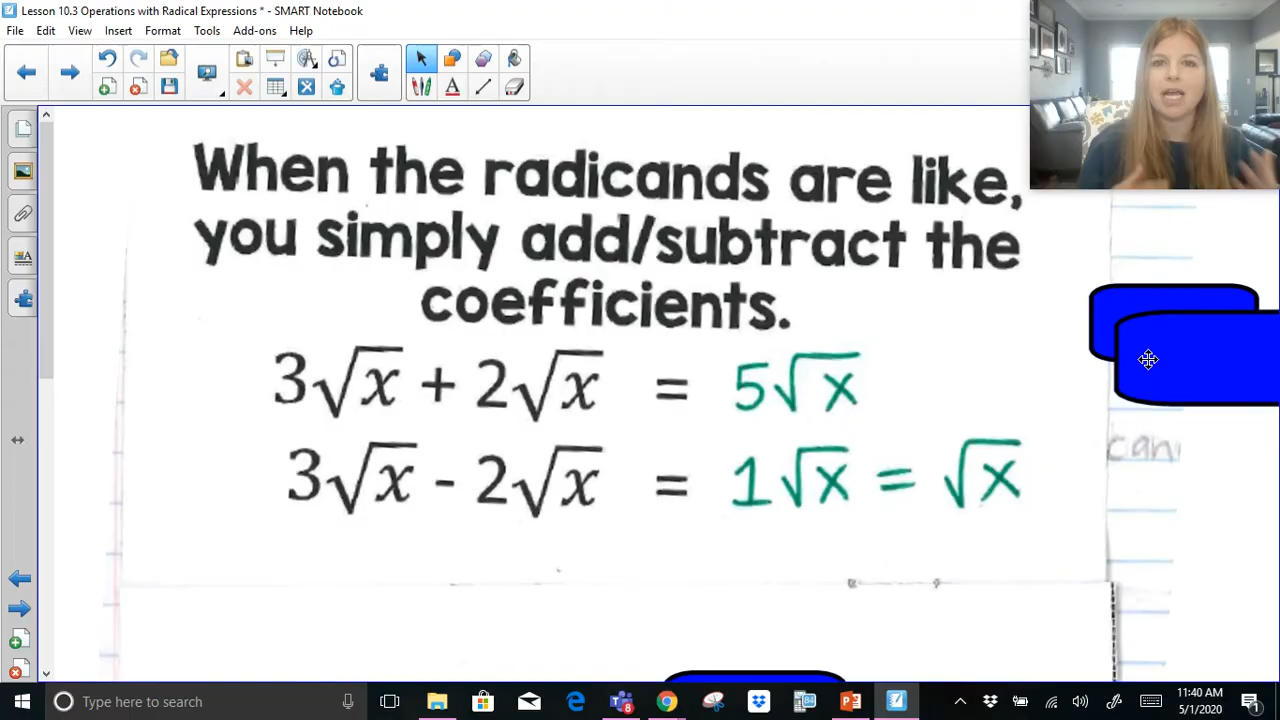 Lesson 10.3 Operations with Radical Expressions * - SMART Notebook
File Edit View Insert Format Tools Add-ons Help
When the radicands are like,
you simply add/subtract the
coefficients.
3√x + 2√x = 5√x
3√x - 2√x = 1√x = √x
Type here to search
8
11:40 AM
5/1/2020
1